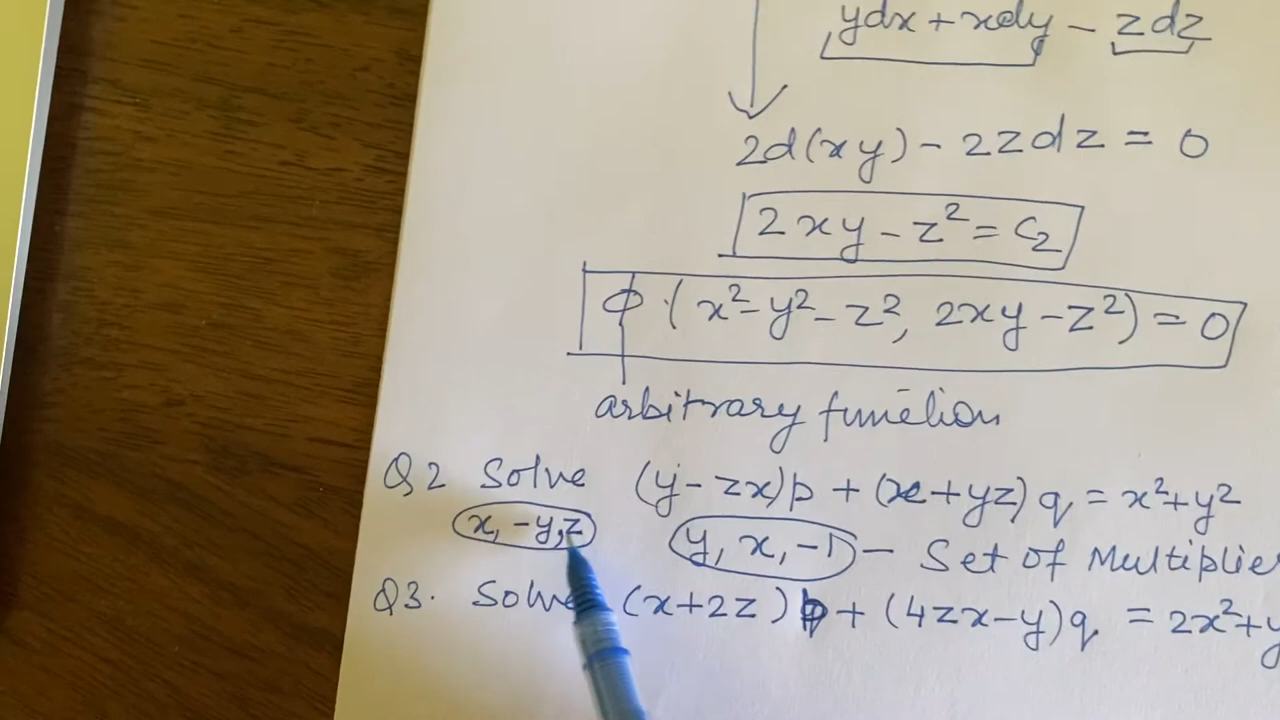 ydx + xdy - zdz
2d(xy) - 2zdz = 0
2xy - z² = c₂
ϕ · (x² - y² - z², 2xy - z²) = 0
arbitrary function
Q2 Solve (y - zx)p + (x + yz)q = x² + y²
x, -y, z y, x, -1 - Set of Multiplie
Q3. Solve (x + 2z)p + (4zx - y)q = 2x² + y